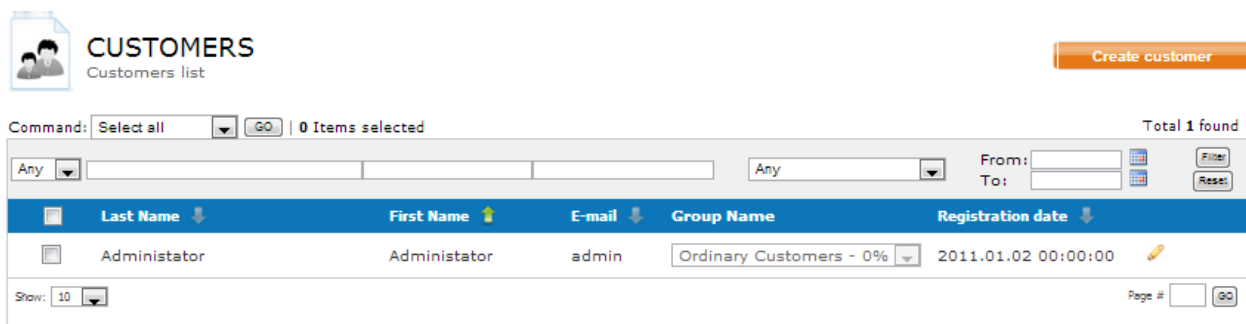 CUSTOMERS
Customers list
Create customer
Command: Select all GO | 0 Items selected Total 1 found
Any Any From: Filter
To: Reset
Last Name First Name E-mail Group Name Registration date
Administator Administator admin Ordinary Customers - 0% 2011.01.02 00:00:00
Show: 10 Page # GO